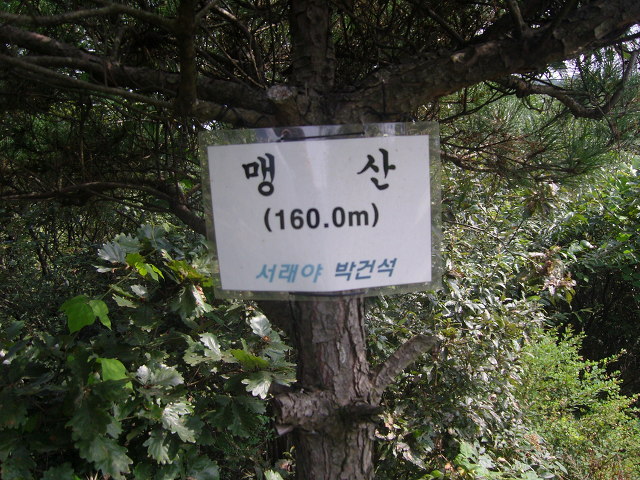 맹 산
(160.0m)
서래야 박건석